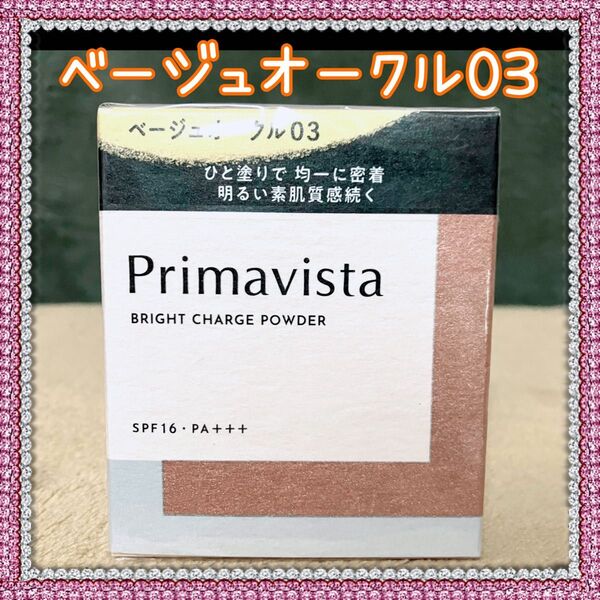 ベージュオークル03
ベージュオークル03
ひと塗りで 均一に密着
明るい素肌質感続く
Primavista
BRIGHT CHARGE POWDER
SPF16・PA+++